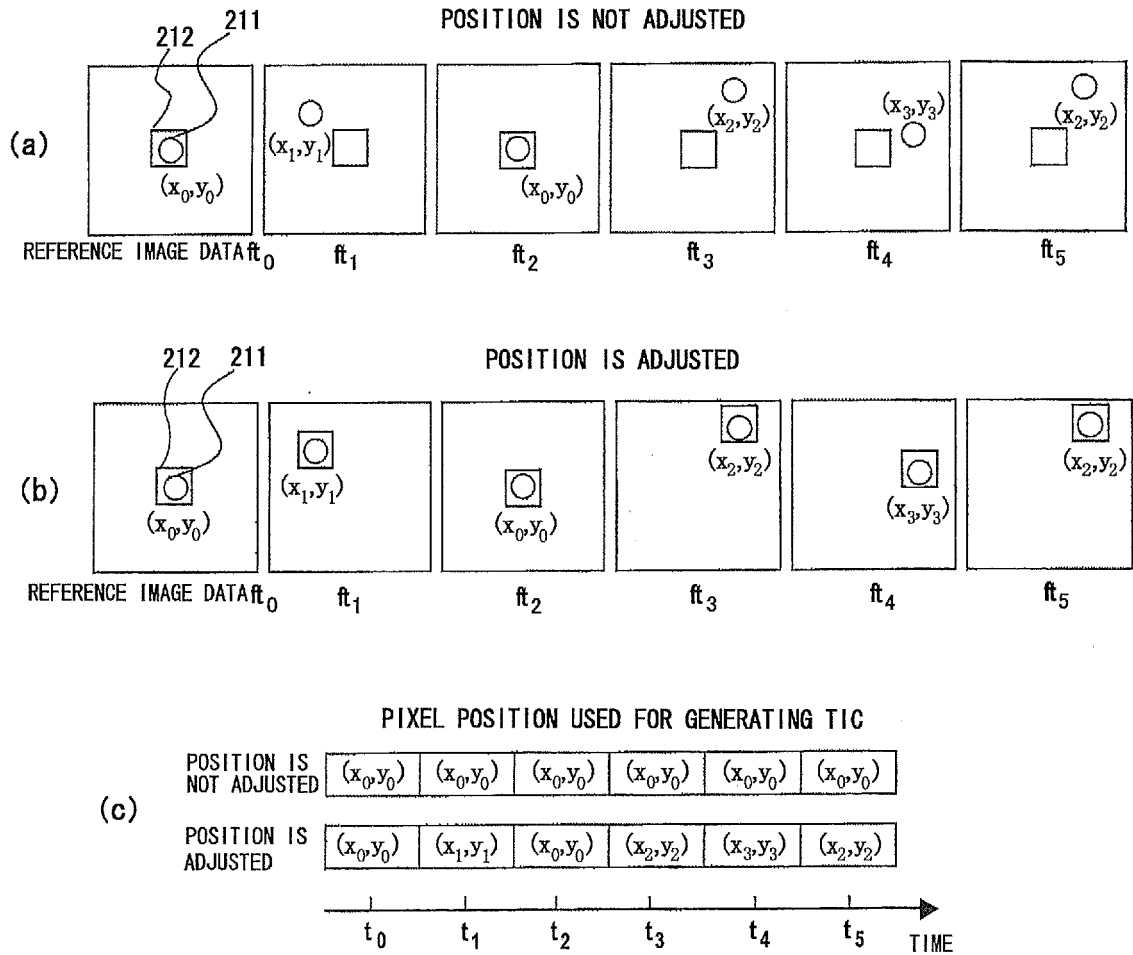 POSITION IS NOT ADJUSTED
212 211
(a)
(x₀,y₀) (x₁,y₁) (x₀,y₀) (x₂,y₂) (x₃,y₃) (x₂,y₂)
REFERENCE IMAGE DATA ft₀ ft₁ ft₂ ft₃ ft₄ ft₅
POSITION IS ADJUSTED
212 211
(b)
(x₀,y₀) (x₁,y₁) (x₀,y₀) (x₂,y₂) (x₃,y₃) (x₂,y₂)
REFERENCE IMAGE DATA ft₀ ft₁ ft₂ ft₃ ft₄ ft₅
PIXEL POSITION USED FOR GENERATING TIC
(c)
POSITION IS
NOT ADJUSTED
(x₀,y₀) (x₀,y₀) (x₀,y₀) (x₀,y₀) (x₀,y₀) (x₀,y₀)
POSITION IS
ADJUSTED
(x₀,y₀) (x₁,y₁) (x₀,y₀) (x₂,y₂) (x₃,y₃) (x₂,y₂)
t₀ t₁ t₂ t₃ t₄ t₅ TIME